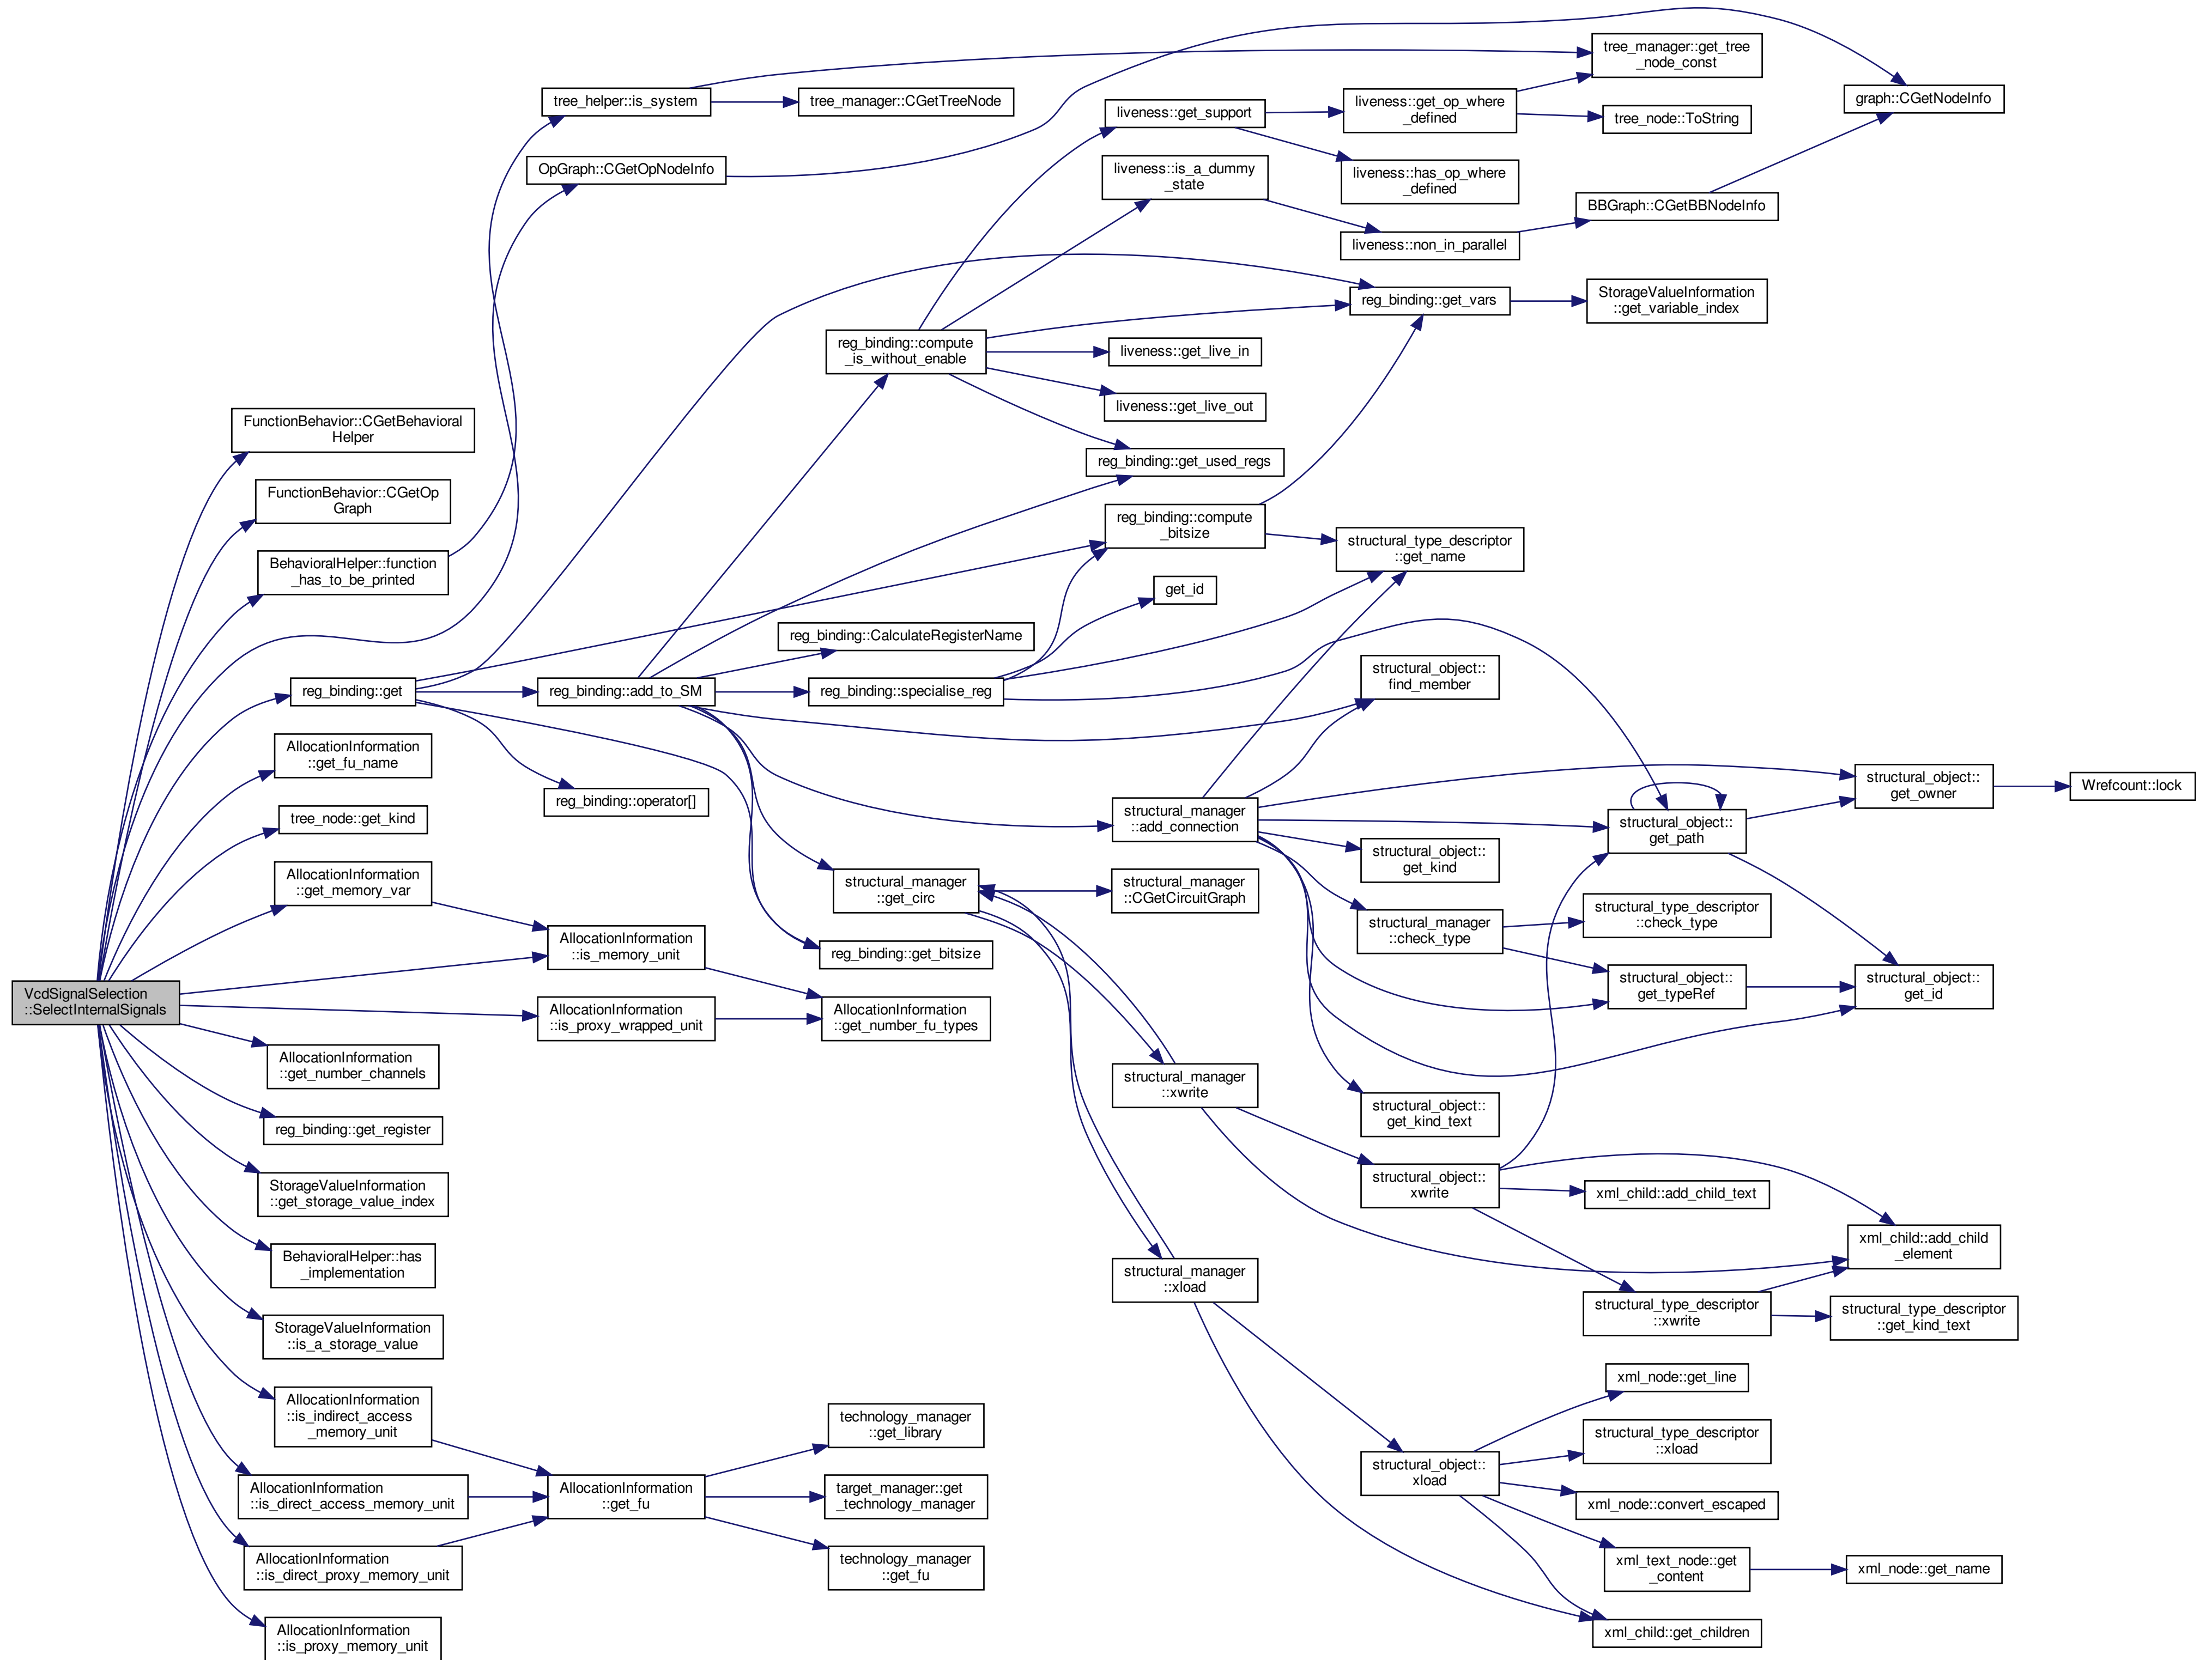 VcdSignalSelection
::SelectInternalSignals
FunctionBehavior::CGetBehavioral
Helper
FunctionBehavior::CGetOp
Graph
BehavioralHelper::function
_has_to_be_printed
reg_binding::get
AllocationInformation
::get_fu_name
tree_node::get_kind
AllocationInformation
::get_memory_var
AllocationInformation
::get_number_channels
reg_binding::get_register
StorageValueInformation
::get_storage_value_index
BehavioralHelper::has
_implementation
StorageValueInformation
::is_a_storage_value
AllocationInformation
::is_indirect_access
_memory_unit
AllocationInformation
::is_direct_access_memory_unit
AllocationInformation
::is_direct_proxy_memory_unit
AllocationInformation
::is_proxy_memory_unit
tree_helper::is_system
OpGraph::CGetOpNodeInfo
reg_binding::add_to_SM
reg_binding::operator[]
AllocationInformation
::is_memory_unit
AllocationInformation
::is_proxy_wrapped_unit
AllocationInformation
::get_fu
tree_manager::CGetTreeNode
reg_binding::compute
_is_without_enable
reg_binding::CalculateRegisterName
reg_binding::specialise_reg
structural_manager
::get_circ
reg_binding::get_bitsize
AllocationInformation
::get_number_fu_types
technology_manager
::get_library
target_manager::get
_technology_manager
technology_manager
::get_fu
liveness::get_support
liveness::is_a_dummy
_state
liveness::get_live_in
liveness::get_live_out
reg_binding::get_used_regs
reg_binding::compute
_bitsize
get_id
structural_manager
::add_connection
structural_manager
::CGetCircuitGraph
structural_manager
::xwrite
structural_manager
::xload
liveness::get_op_where
_defined
liveness::has_op_where
_defined
liveness::non_in_parallel
reg_binding::get_vars
structural_type_descriptor
::get_name
structural_object::
find_member
structural_object::
get_kind
structural_manager
::check_type
structural_object::
get_kind_text
structural_object::
xwrite
structural_object::
xload
tree_manager::get_tree
_node_const
tree_node::ToString
BBGraph::CGetBBNodeInfo
StorageValueInformation
::get_variable_index
structural_object::
get_path
structural_type_descriptor
::check_type
structural_object::
get_typeRef
xml_child::add_child_text
structural_type_descriptor
::xwrite
xml_node::get_line
structural_type_descriptor
::xload
xml_node::convert_escaped
xml_text_node::get
_content
xml_child::get_children
graph::CGetNodeInfo
structural_object::
get_owner
structural_object::
get_id
xml_child::add_child
_element
structural_type_descriptor
::get_kind_text
xml_node::get_name
Wrefcount::lock